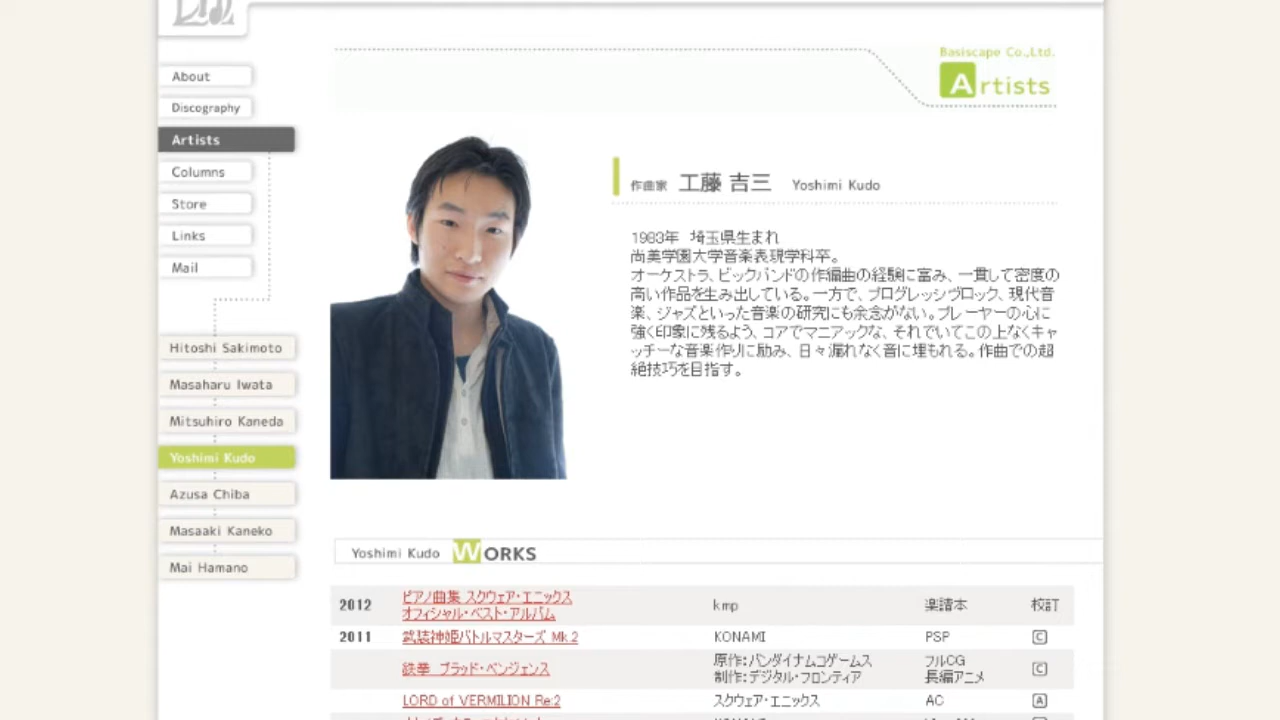 Basiscape Co.,Ltd.
Artists
About
Discography
Artists
Columns
Store
Links
Mail
Hitoshi Sakimoto
Masaharu Iwata
Mitsuhiro Kaneda
Yoshimi Kudo
Azusa Chiba
Masaaki Kaneko
Mai Hamano
作曲家 工藤 吉三 Yoshimi Kudo
1983年 埼玉県生まれ
尚美学園大学音楽表現学科卒。
オーケストラ、ビックバンドの作編曲の経験に富み、一貫して密度の
高い作品を生み出している。一方で、プログレッシヴロック、現代音
楽、ジャズといった音楽の研究にも余念がない。プレーヤーの心に
強く印象に残るよう、コアでマニアックな、それでいてこの上なくキャ
ッチーな音楽作りに励み、日々漏れなく音に埋もれる。作曲での超
絶技巧を目指す。
Yoshimi Kudo WORKS
2012 ピアノ曲集 スクウェア・エニックス
オフィシャル・ベスト・アルバム kmp 楽譜本 校訂
2011 武装神姫バトルマスターズ Mk.2 KONAMI PSP C
鉄拳 ブラッド・ベンジェンス 原作:バンダイナムコゲームス
制作:デジタル・フロンティア フルCG
長編アニメ C
LORD of VERMILION Re:2 スクウェア・エニックス AC A